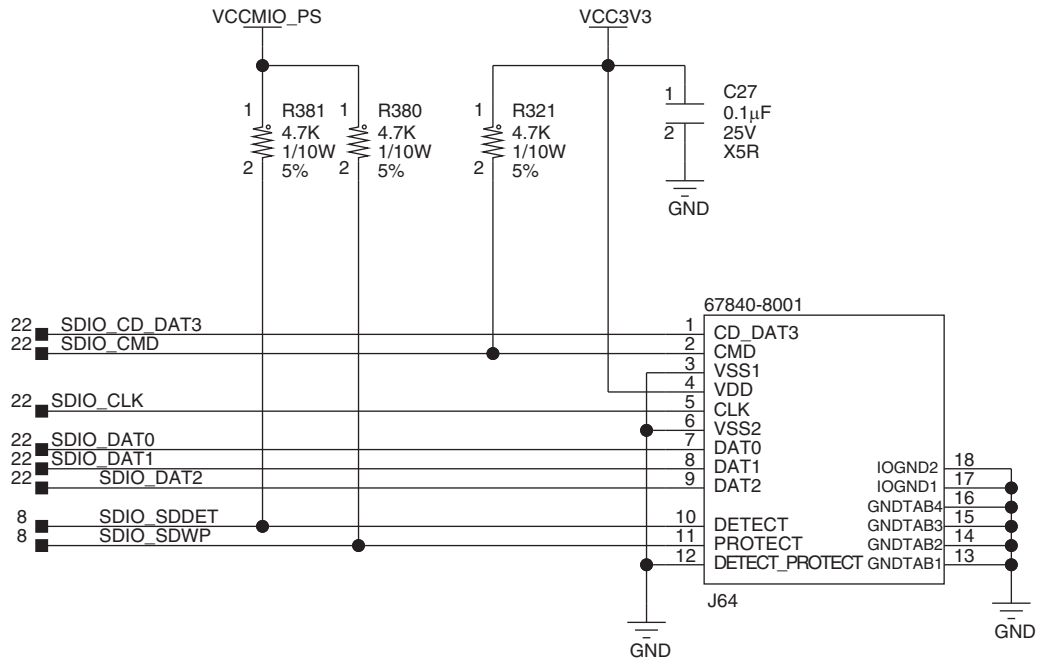 VCCMIO_PS
VCC3V3
1
R381
4.7K
1/10W
5%
2
1
R380
4.7K
1/10W
5%
2
1
R321
4.7K
1/10W
5%
2
1
2
C27
0.1μF
25V
X5R
GND
67840-8001
22 SDIO_CD_DAT3 1 CD_DAT3
22 SDIO_CMD 2 CMD
3 VSS1
4 VDD
22 SDIO_CLK 5 CLK
6 VSS2
22 SDIO_DAT0 7 DAT0
22 SDIO_DAT1 8 DAT1
22 SDIO_DAT2 9 DAT2
8 SDIO_SDDET 10 DETECT
8 SDIO_SDWP 11 PROTECT
12 DETECT_PROTECT
IOGND2 18
IOGND1 17
GNDTAB4 16
GNDTAB3 15
GNDTAB2 14
GNDTAB1 13
J64
GND
GND